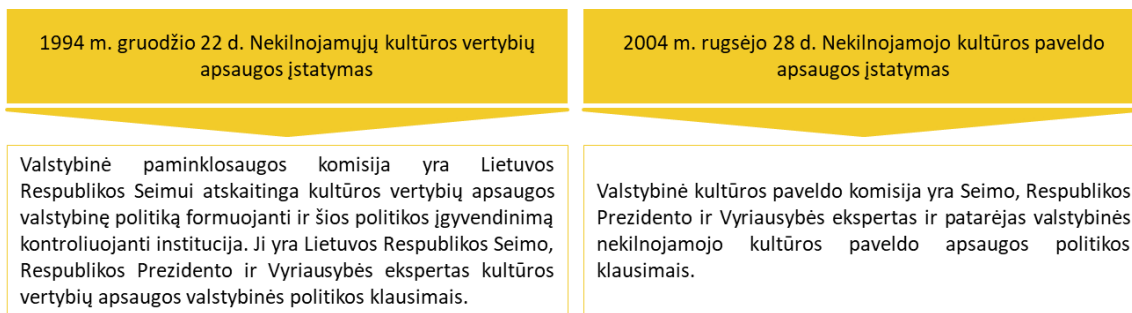 1994 m. gruodžio 22 d. Nekilnojamųjų kultūros vertybių
apsaugos įstatymas
Valstybinė paminklosaugos komisija yra Lietuvos
Respublikos Seimui atskaitinga kultūros vertybių apsaugos
valstybinę politiką formuojanti ir šios politikos įgyvendinimą
kontroliuojanti institucija. Ji yra Lietuvos Respublikos Seimo,
Respublikos Prezidento ir Vyriausybės ekspertas kultūros
vertybių apsaugos valstybinės politikos klausimais.
2004 m. rugsėjo 28 d. Nekilnojamojo kultūros paveldo
apsaugos įstatymas
Valstybinė kultūros paveldo komisija yra Seimo, Respublikos
Prezidento ir Vyriausybės ekspertas ir patarėjas valstybinės
nekilnojamojo kultūros paveldo apsaugos politikos
klausimais.